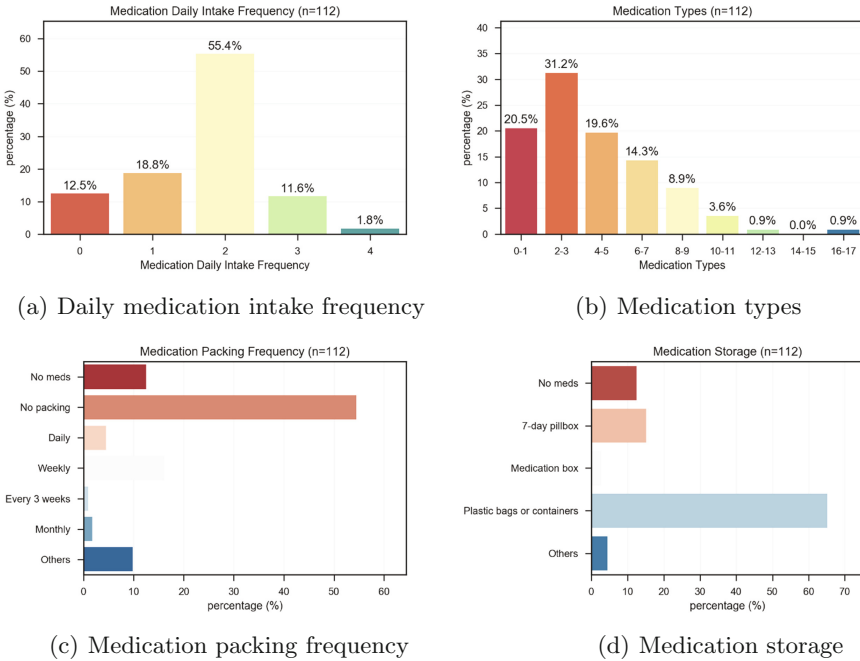 Medication Daily Intake Frequency (n=112)
percentage (%)
60
50
40
30
20
10
0
12.5%
18.8%
55.4%
11.6%
1.8%
0 1 2 3 4
Medication Daily Intake Frequency
(a) Daily medication intake frequency
Medication Types (n=112)
percentage (%)
40
35
30
25
20
15
10
5
0
20.5%
31.2%
19.6%
14.3%
8.9%
3.6%
0.9%
0.0%
0.9%
0-1 2-3 4-5 6-7 8-9 10-11 12-13 14-15 16-17
Medication Types
(b) Medication types
Medication Packing Frequency (n=112)
No meds
No packing
Daily
Weekly
Every 3 weeks
Monthly
Others
0 10 20 30 40 50 60
percentage (%)
(c) Medication packing frequency
Medication Storage (n=112)
No meds
7-day pillbox
Medication box
Plastic bags or containers
Others
0 10 20 30 40 50 60 70
percentage (%)
(d) Medication storage